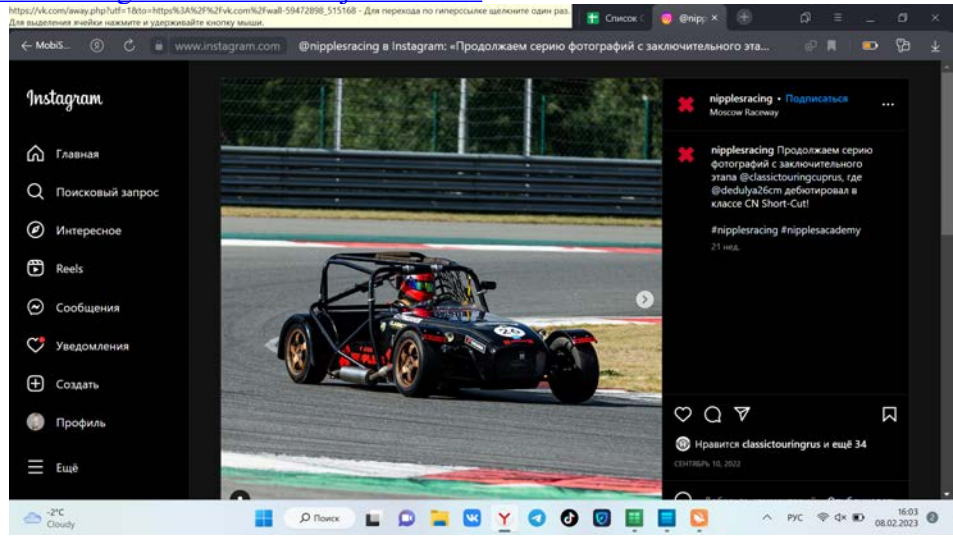 https://vk.com/away.php?utf=1&to=https%3A%2F%2Fvk.com%2Fwall-59472898_515168 - Для перехода по гиперссылке щелкните один раз.
Для выделения ячейки нажмите и удерживайте кнопку мыши.
Список С
@nipp
MobiS...
www.instagram.com
@nipplesracing в Instagram: «Продолжаем серию фотографий с заключительного эта...
Instagram
Главная
Поисковый запрос
Интересное
Reels
Сообщения
Уведомления
Создать
Профиль
Ещё
26
nipplesracing • Подписаться
Moscow Raceway
nipplesracing Продолжаем серию
фотографий с заключительного
этапа @classictouringcuprus, где
@dedulya26cm дебютировал в
классе CN Short-Cut!
#nipplesracing #nipplesacademy
21 нед.
Нравится classictouringrus и ещё 34
СЕНТЯБРЬ 10, 2022
-2°C
Cloudy
Поиск
РУС
16:03
08.02.2023